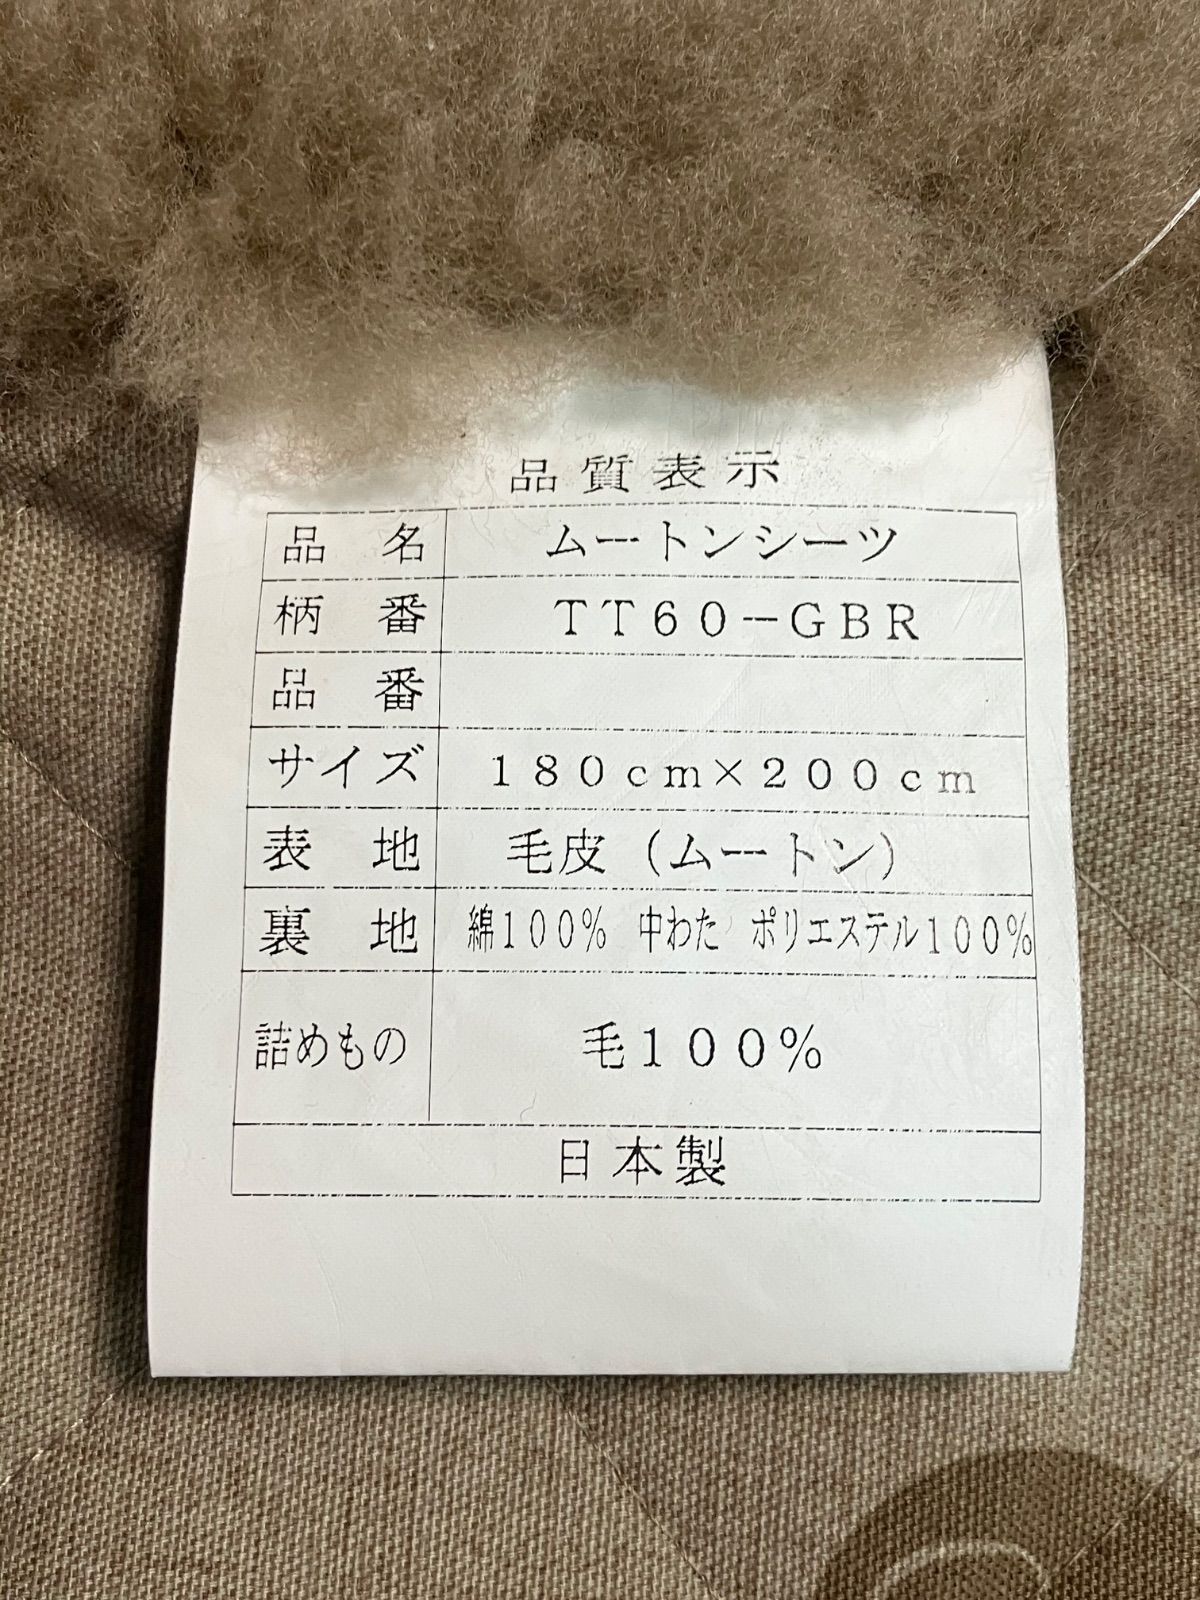 品質表示
品名 ムートンシーツ
柄番 TT60-GBR
品番
サイズ 180cm×200cm
表地 毛皮（ムートン）
裏地 綿100% 中わた ポリエステル100%
詰めもの 毛100%
日本製